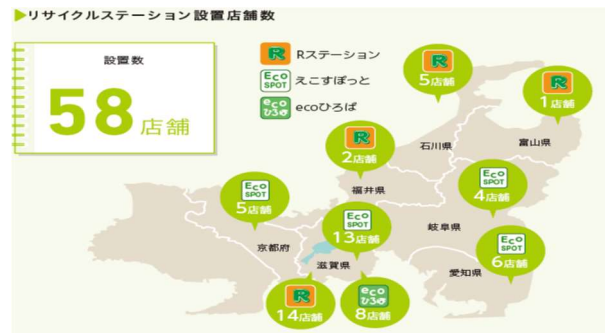 ▶リサイクルステーション設置店舗数
設置数
58店舗
R Rステーション
Eco SPOT えこすぽっと
ecoひろば ecoひろば
R
5店舗
R
1店舗
石川県
富山県
R
2店舗
福井県
Eco
SPOT
4店舗
Eco
SPOT
5店舗
Eco
SPOT
13店舗
岐阜県
京都府
滋賀県
Eco
SPOT
6店舗
愛知県
R
14店舗
eco
ひろば
8店舗